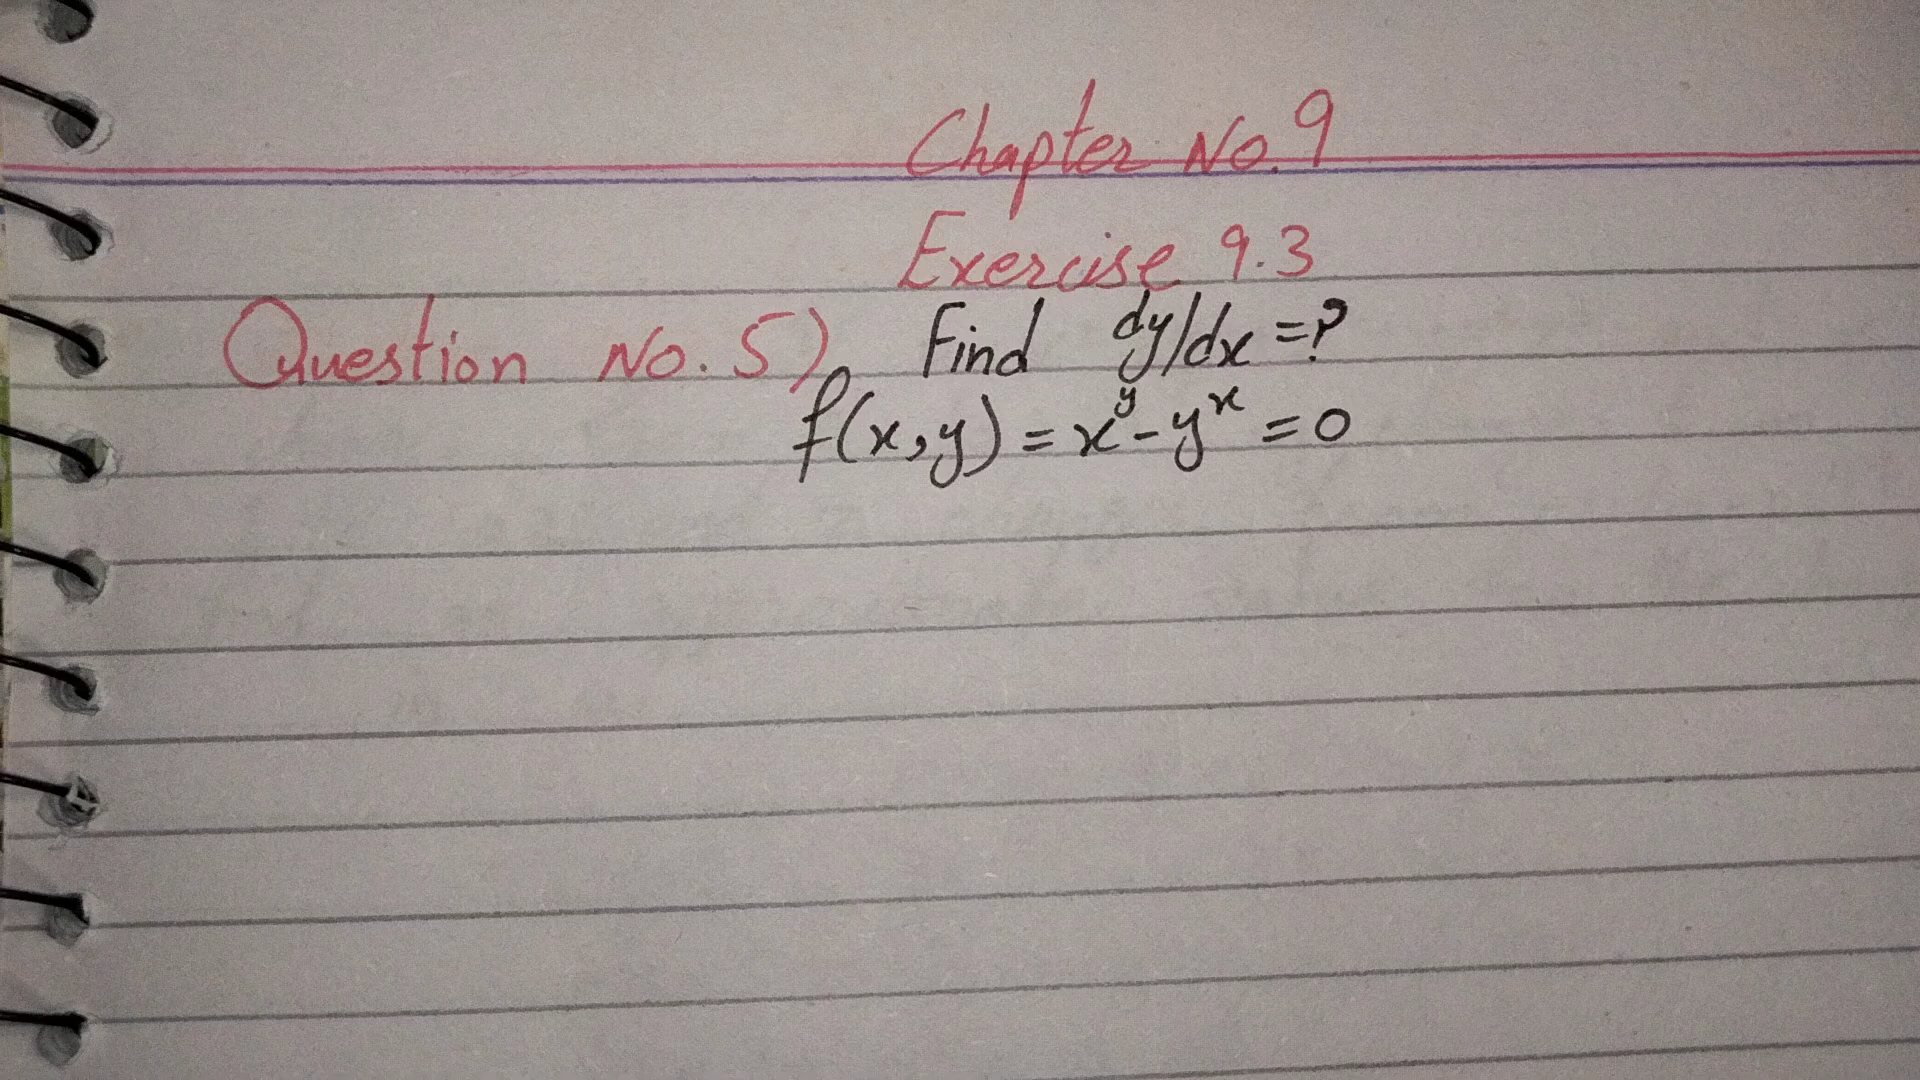 Chapter No. 9
Exercise 9.3
Question No. 5) Find dy/dx = ?
f(x,y) = x^y - y^x = 0